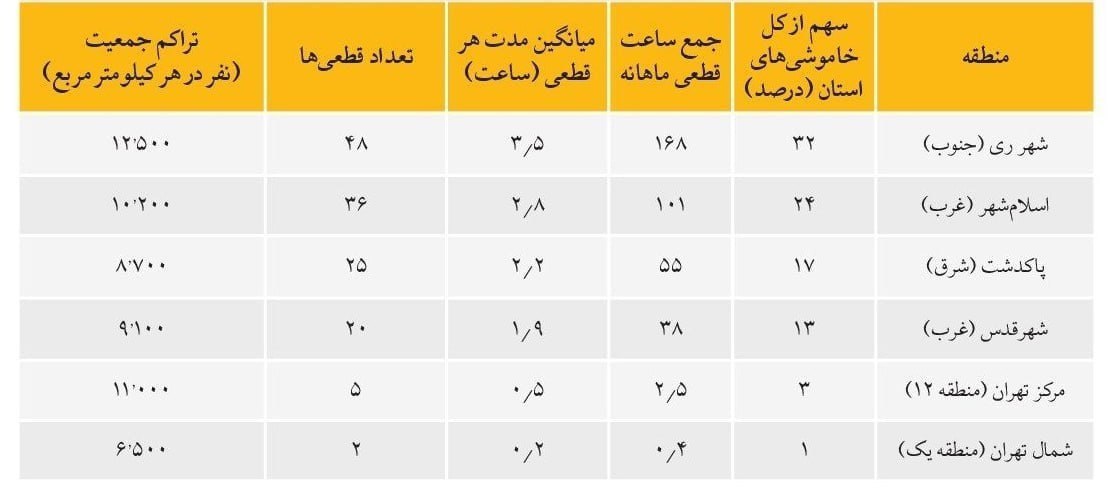 منطقه
سهم از کل
خاموشی‌های
استان (درصد)
جمع ساعت
قطعی ماهانه
میانگین مدت هر
قطعی (ساعت)
تعداد قطعی‌ها
تراکم جمعیت
(نفر در هر کیلومتر مربع)
شهر ری (جنوب) ۳۲ ۱۶۸ ۳٫۵ ۴۸ ۱۲٬۵۰۰
اسلام‌شهر (غرب) ۲۴ ۱۰۱ ۲٫۸ ۳۶ ۱۰٬۲۰۰
پاکدشت (شرق) ۱۷ ۵۵ ۲٫۲ ۲۵ ۸٬۷۰۰
شهرقدس (غرب) ۱۳ ۳۸ ۱٫۹ ۲۰ ۹٬۱۰۰
مرکز تهران (منطقه ۱۲) ۳ ۲٫۵ ۰٫۵ ۵ ۱۱٬۰۰۰
شمال تهران (منطقه یک) ۱ ۰٫۴ ۰٫۲ ۲ ۶٬۵۰۰